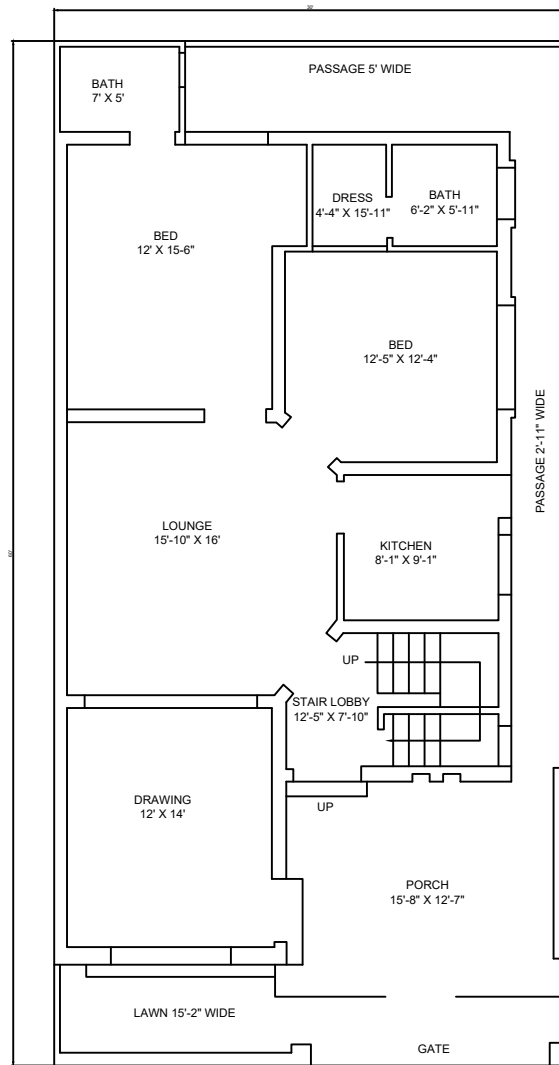 30'
PASSAGE 5' WIDE
BATH
7' X 5'
DRESS
4'-4" X 15'-11"
BATH
6'-2" X 5'-11"
BED
12' X 15'-6"
BED
12'-5" X 12'-4"
PASSAGE 2'-11" WIDE
LOUNGE
15'-10" X 16'
KITCHEN
8'-1" X 9'-1"
60'
UP
STAIR LOBBY
12'-5" X 7'-10"
DRAWING
12' X 14'
UP
PORCH
15'-8" X 12'-7"
LAWN 15'-2" WIDE
GATE